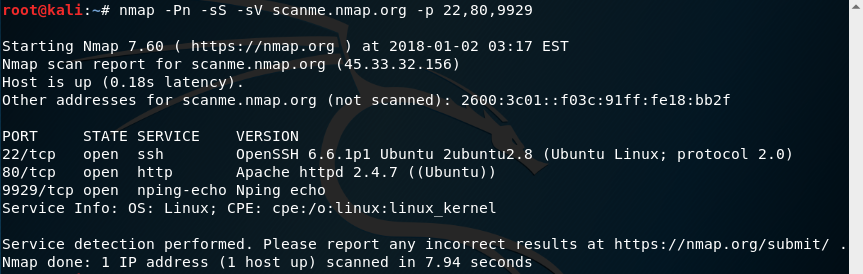 root@kali:~# nmap -Pn -sS -sV scanme.nmap.org -p 22,80,9929
Starting Nmap 7.60 ( https://nmap.org ) at 2018-01-02 03:17 EST
Nmap scan report for scanme.nmap.org (45.33.32.156)
Host is up (0.18s latency).
Other addresses for scanme.nmap.org (not scanned): 2600:3c01::f03c:91ff:fe18:bb2f
PORT     STATE SERVICE    VERSION
22/tcp   open  ssh        OpenSSH 6.6.1p1 Ubuntu 2ubuntu2.8 (Ubuntu Linux; protocol 2.0)
80/tcp   open  http       Apache httpd 2.4.7 ((Ubuntu))
9929/tcp open  nping-echo Nping echo
Service Info: OS: Linux; CPE: cpe:/o:linux:linux_kernel
Service detection performed. Please report any incorrect results at https://nmap.org/submit/ .
Nmap done: 1 IP address (1 host up) scanned in 7.94 seconds